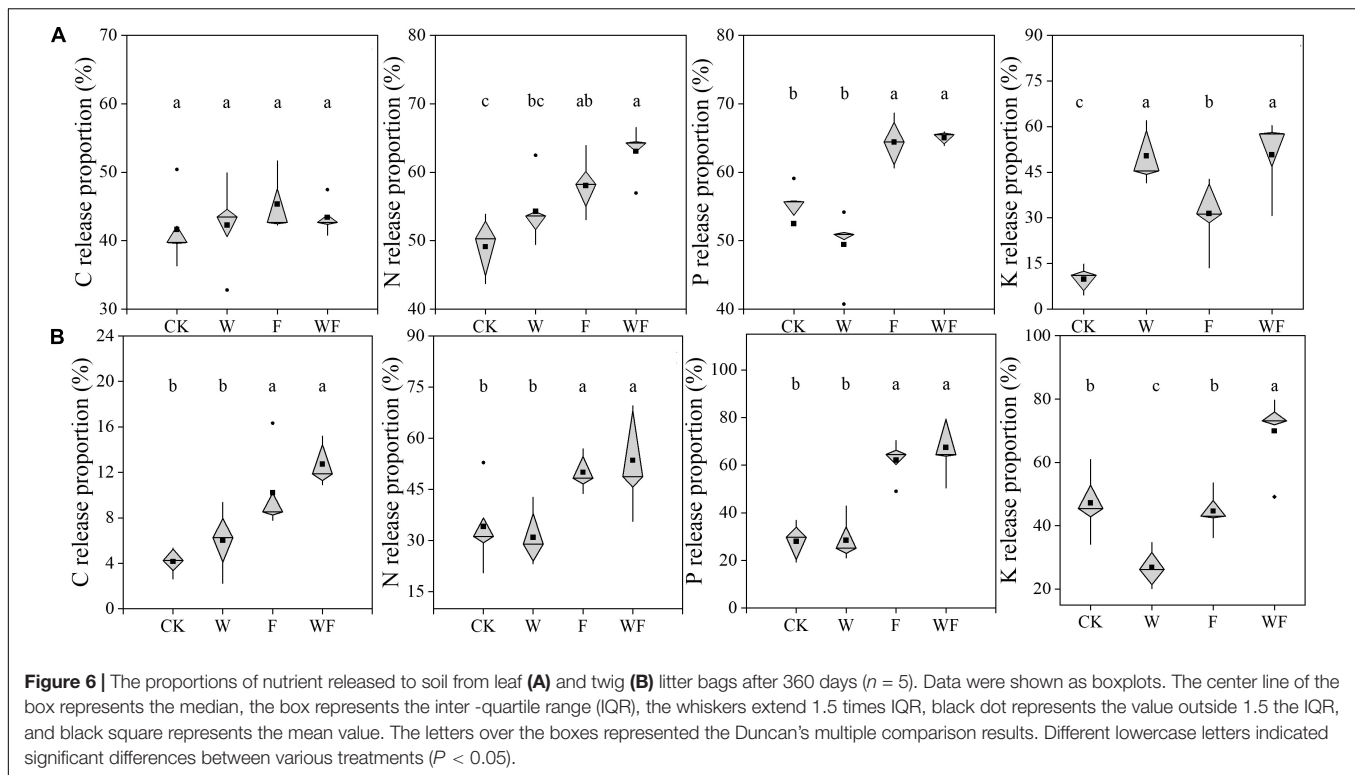 A
70
60
50
40
30
C release proportion (%)
a a a a
CK W F WF
80
70
60
50
40
N release proportion (%)
c bc ab a
CK W F WF
80
70
60
50
40
P release proportion (%)
b b a a
CK W F WF
90
75
60
45
30
15
0
K release proportion (%)
c a b a
CK W F WF
B
24
20
16
12
8
4
0
C release proportion (%)
b b a a
CK W F WF
90
75
60
45
30
15
N release proportion (%)
b b a a
CK W F WF
100
80
60
40
20
0
P release proportion (%)
b b a a
CK W F WF
100
80
60
40
20
K release proportion (%)
b c b a
CK W F WF
Figure 6 | The proportions of nutrient released to soil from leaf (A) and twig (B) litter bags after 360 days (n = 5). Data were shown as boxplots. The center line of the
box represents the median, the box represents the inter -quartile range (IQR), the whiskers extend 1.5 times IQR, black dot represents the value outside 1.5 the IQR,
and black square represents the mean value. The letters over the boxes represented the Duncan's multiple comparison results. Different lowercase letters indicated
significant differences between various treatments (P < 0.05).